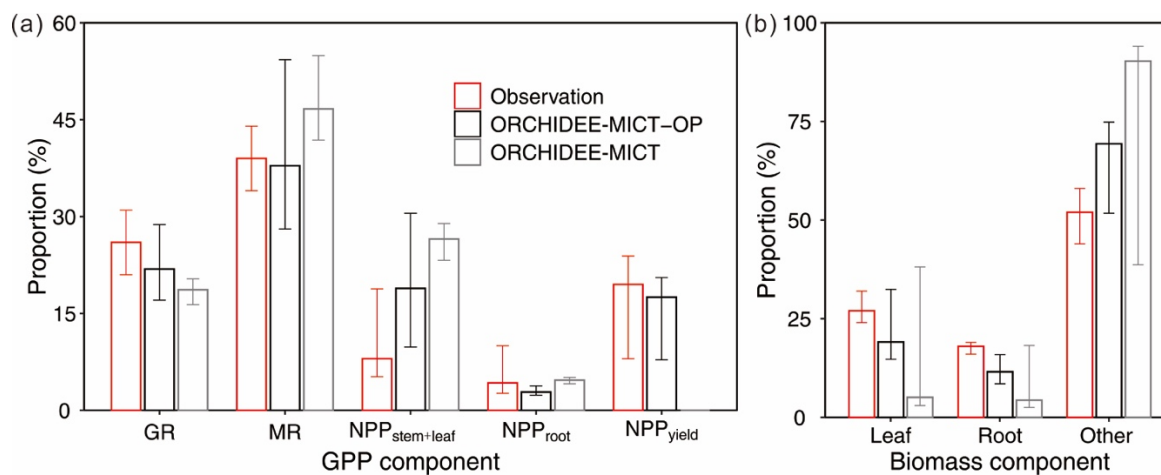 (a)
60
45
30
15
0
Proportion (%)
Observation
ORCHIDEE-MICT-OP
ORCHIDEE-MICT
GR MR NPPstem+leaf NPProot NPPyield
GPP component
(b)
100
75
50
25
0
Proportion (%)
Leaf Root Other
Biomass component